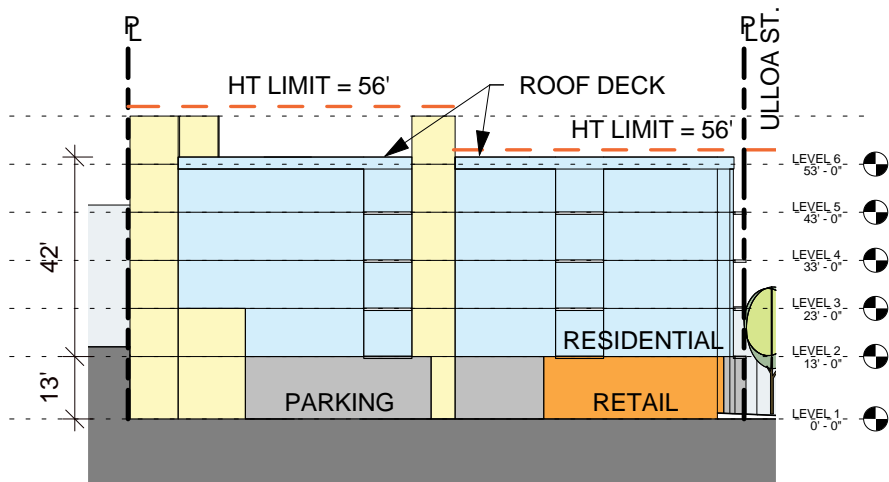 PL
PL
ULLOA ST.
HT LIMIT = 56'
ROOF DECK
HT LIMIT = 56'
LEVEL 6
53' - 0"
LEVEL 5
43' - 0"
42'
LEVEL 4
33' - 0"
LEVEL 3
23' - 0"
RESIDENTIAL
LEVEL 2
13' - 0"
13'
PARKING
RETAIL
LEVEL 1
0' - 0"